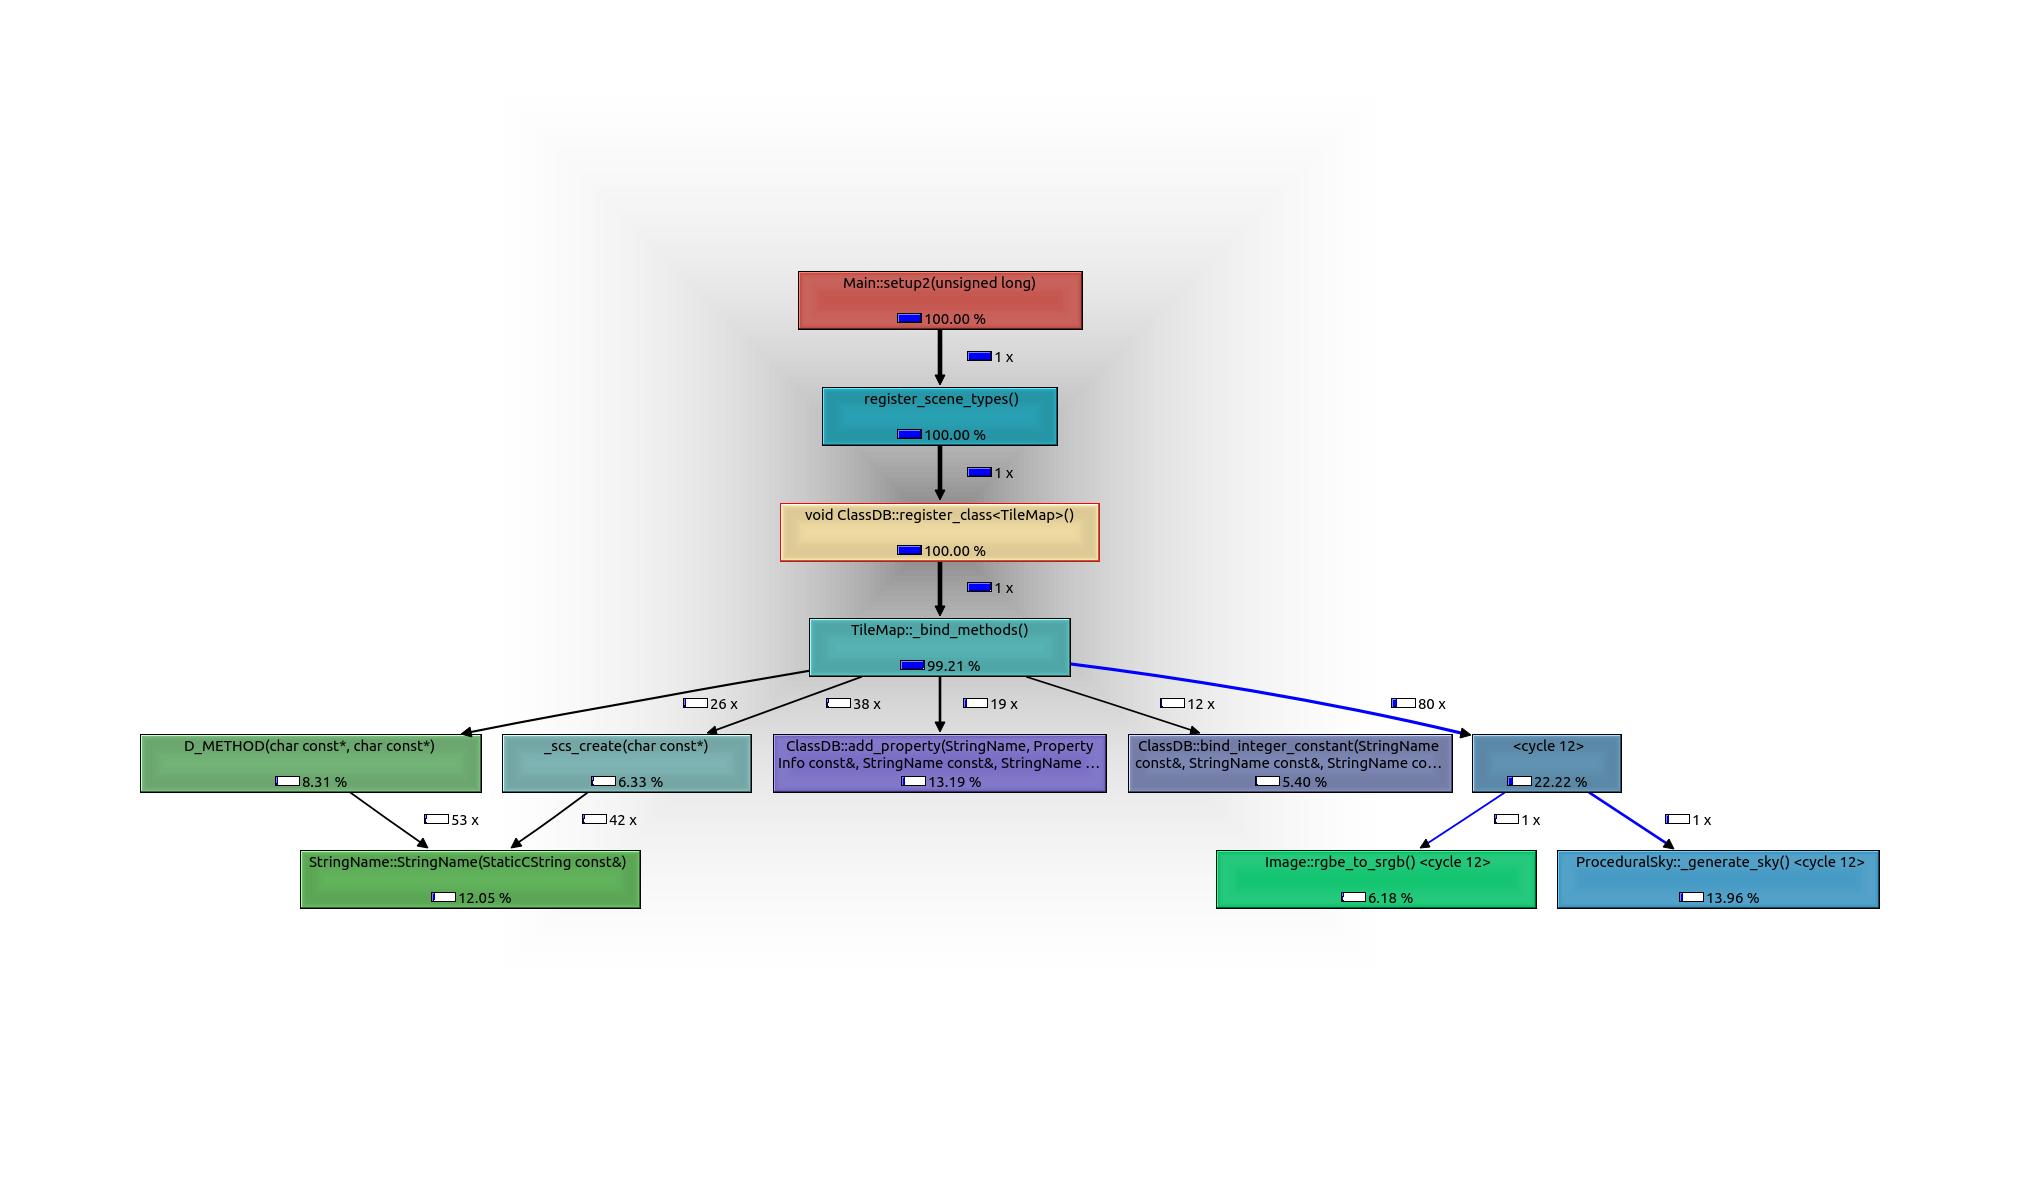 Main::setup2(unsigned long)
100.00 %
1 x
register_scene_types()
100.00 %
1 x
void ClassDB::register_class<TileMap>()
100.00 %
1 x
TileMap::_bind_methods()
99.21 %
26 x
38 x
19 x
12 x
80 x
D_METHOD(char const*, char const*)
8.31 %
_scs_create(char const*)
6.33 %
ClassDB::add_property(StringName, Property
Info const&, StringName const&, StringName ...
13.19 %
ClassDB::bind_integer_constant(StringName
const&, StringName const&, StringName co...
5.40 %
<cycle 12>
22.22 %
53 x
42 x
1 x
1 x
StringName::StringName(StaticCString const&)
12.05 %
Image::rgbe_to_srgb() <cycle 12>
6.18 %
ProceduralSky::_generate_sky() <cycle 12>
13.96 %